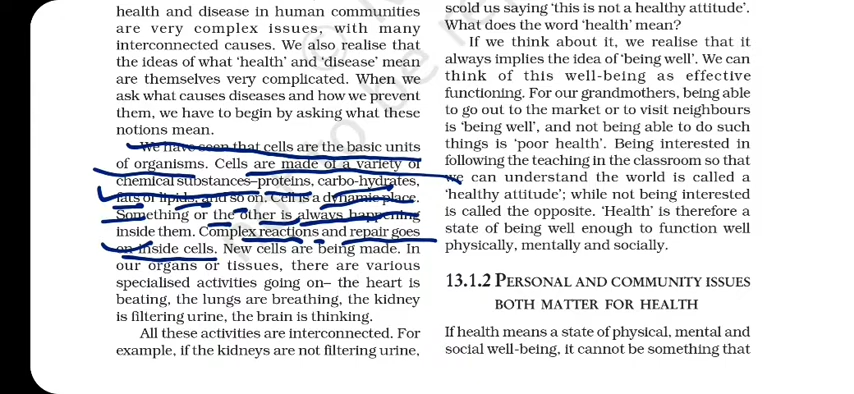 health and disease in human communities
are very complex issues, with many
interconnected causes. We also realise that
the ideas of what 'health' and 'disease' mean
are themselves very complicated. When we
ask what causes diseases and how we prevent
them, we have to begin by asking what these
notions mean.
We have seen that cells are the basic units
of organisms. Cells are made of a variety of
chemical substances–proteins, carbo-hydrates,
fats or lipids, and so on. Cell is a dynamic place.
Something or the other is always happening
inside them. Complex reactions and repair goes
on inside cells. New cells are being made. In
our organs or tissues, there are various
specialised activities going on– the heart is
beating, the lungs are breathing, the kidney
is filtering urine, the brain is thinking.
All these activities are interconnected. For
example, if the kidneys are not filtering urine,
scold us saying 'this is not a healthy attitude'.
What does the word 'health' mean?
If we think about it, we realise that it
always implies the idea of 'being well'. We can
think of this well-being as effective
functioning. For our grandmothers, being able
to go out to the market or to visit neighbours
is 'being well', and not being able to do such
things is 'poor health'. Being interested in
following the teaching in the classroom so that
we can understand the world is called a
'healthy attitude'; while not being interested
is called the opposite. 'Health' is therefore a
state of being well enough to function well
physically, mentally and socially.
13.1.2 PERSONAL AND COMMUNITY ISSUES
BOTH MATTER FOR HEALTH
If health means a state of physical, mental and
social well-being, it cannot be something that